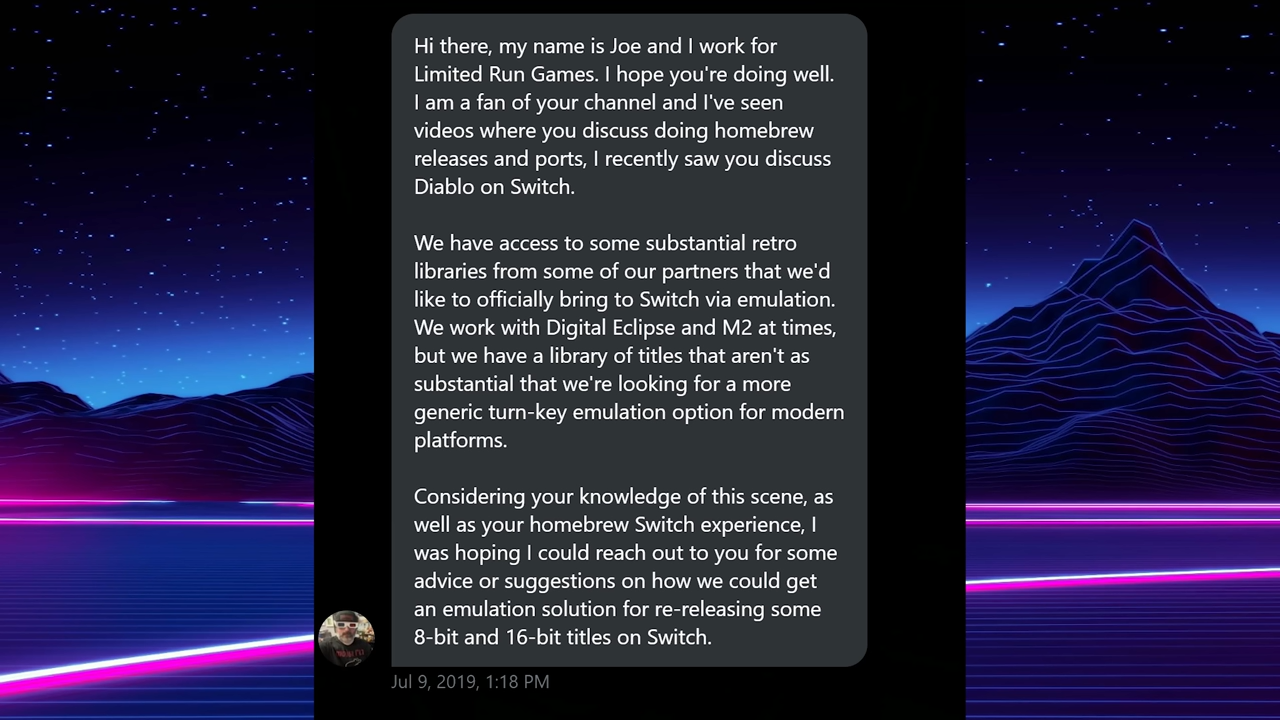 Hi there, my name is Joe and I work for
Limited Run Games. I hope you're doing well.
I am a fan of your channel and I've seen
videos where you discuss doing homebrew
releases and ports, I recently saw you discuss
Diablo on Switch.
We have access to some substantial retro
libraries from some of our partners that we'd
like to officially bring to Switch via emulation.
We work with Digital Eclipse and M2 at times,
but we have a library of titles that aren't as
substantial that we're looking for a more
generic turn-key emulation option for modern
platforms.
Considering your knowledge of this scene, as
well as your homebrew Switch experience, I
was hoping I could reach out to you for some
advice or suggestions on how we could get
an emulation solution for re-releasing some
8-bit and 16-bit titles on Switch.
Jul 9, 2019, 1:18 PM